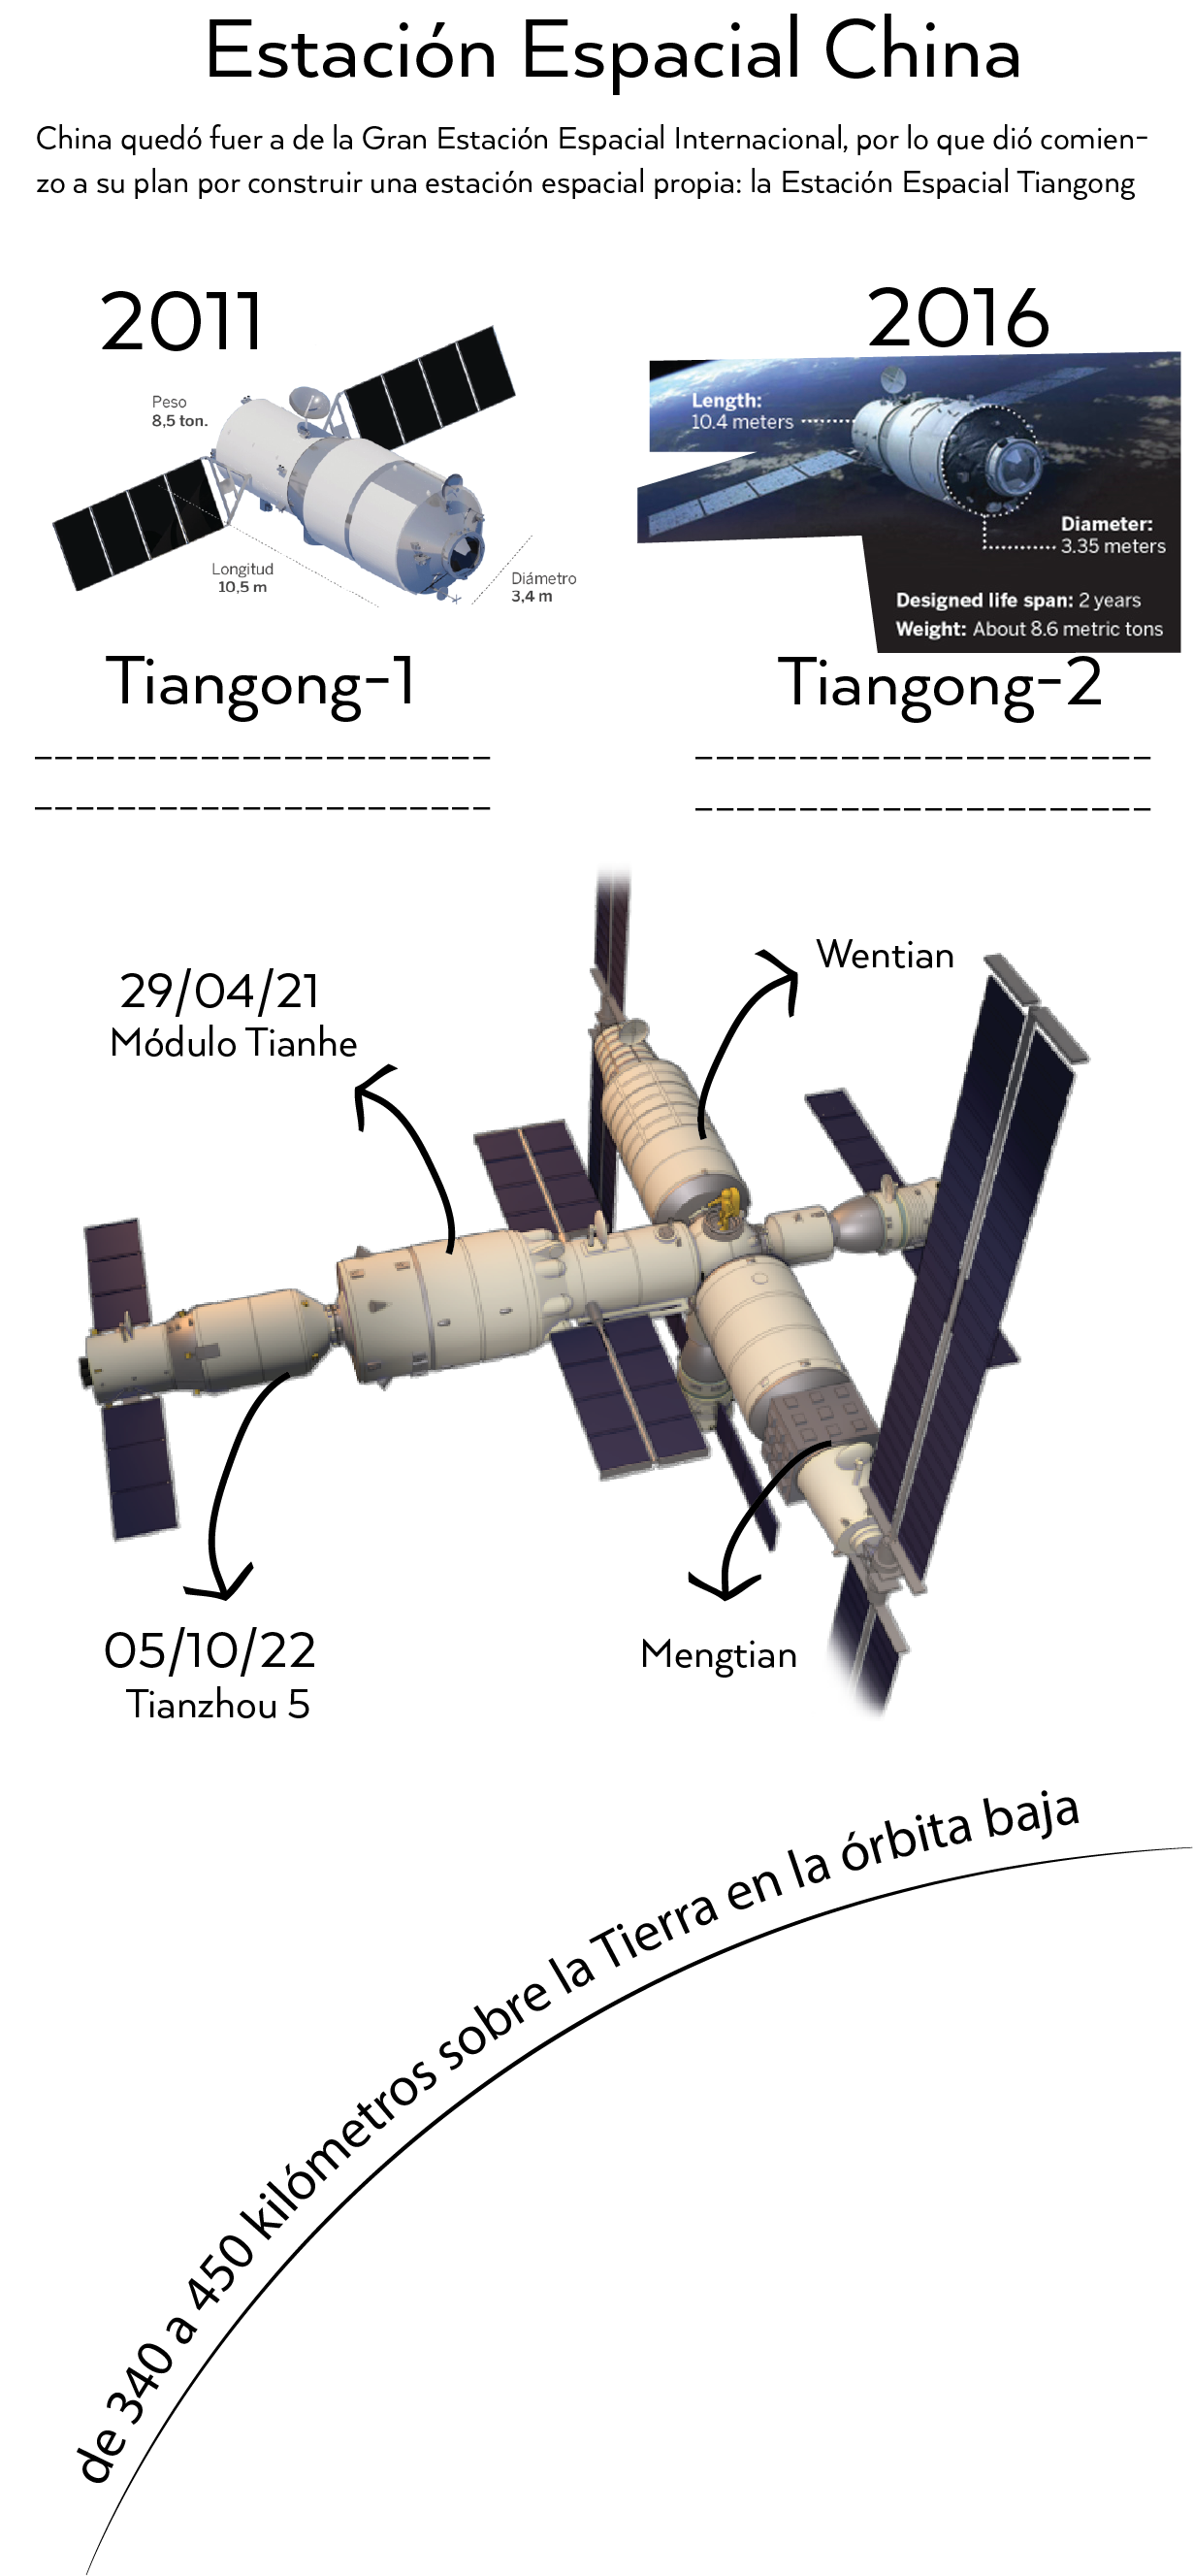 Estación Espacial China
China quedó fuer a de la Gran Estación Espacial Internacional, por lo que dió comien-
zo a su plan por construir una estación espacial propia: la Estación Espacial Tiangong
2011
Peso
8,5 ton.
Longitud
10,5 m
Diámetro
3,4 m
Tiangong-1
2016
Length:
10.4 meters
Diameter:
3.35 meters
Designed life span: 2 years
Weight: About 8.6 metric tons
Tiangong-2
29/04/21
Módulo Tianhe
Wentian
05/10/22
Tianzhou 5
Mengtian
de 340 a 450 kilómetros sobre la Tierra en la órbita baja